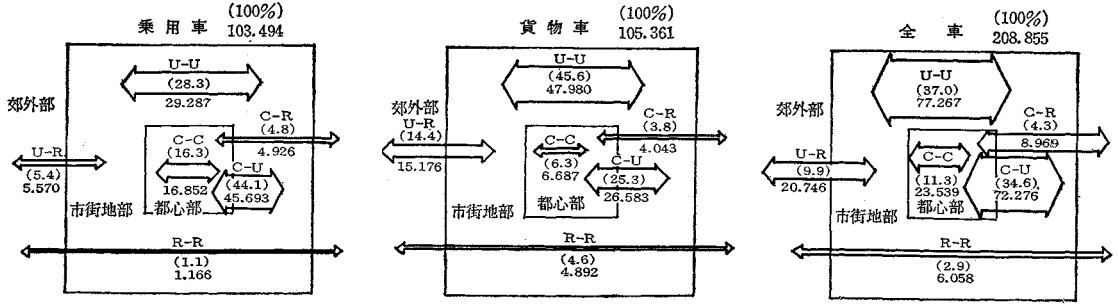 乗用車 (100%)
103.494
U-U
(28.3)
29.287
郊外部
C-R
(4.8)
4.926
C-C
(16.3)
16.852
U-R
(5.4)
5.570
C-U
(44.1)
45.693
市街地部
都心部
R-R
(1.1)
1.166
貨物車 (100%)
105.361
U-U
(45.6)
47.980
郊外部
U-R
(14.4)
15.176
C-R
(3.8)
4.043
C-C
(6.3)
6.687
C-U
(25.3)
26.583
市街地部
都心部
R-R
(4.6)
4.892
全車 (100%)
208.855
U-U
(37.0)
77.267
郊外部
C-R
(4.3)
8.969
U-R
(9.9)
20.746
C-C
(11.3)
23.539
C-U
(34.6)
72.276
市街地部
都心部
R-R
(2.9)
6.058